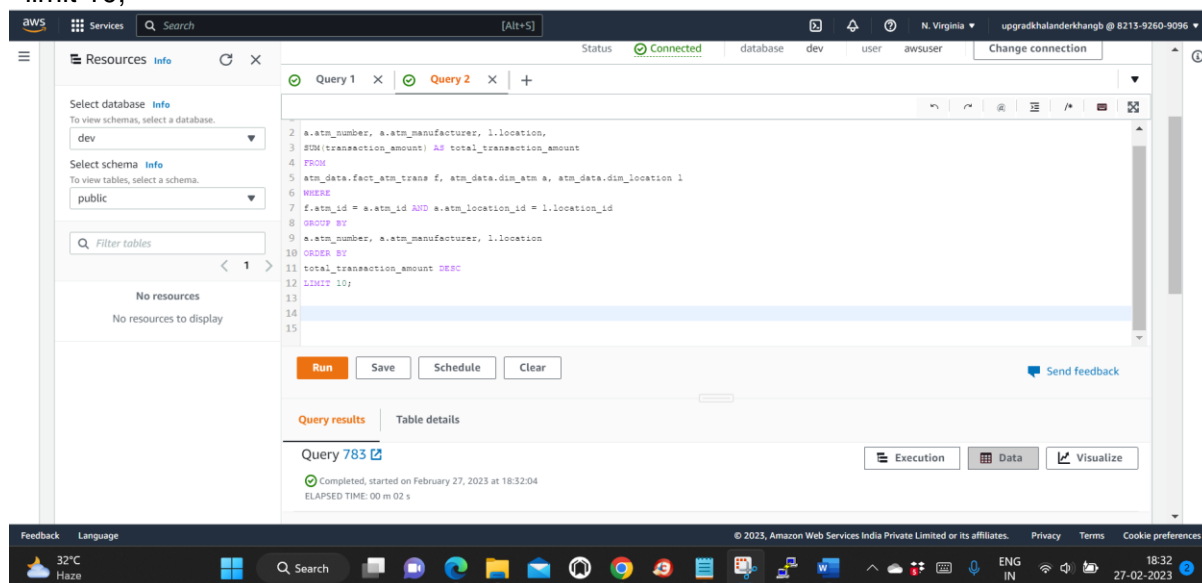 limit 10;
aws Services Search [Alt+S] N. Virginia upgradkhalanderkhangb @ 8213-9260-9096
Resources Info
Status Connected database dev user awsuser Change connection
Query 1 Query 2
Select database Info
To view schemas, select a database.
dev
Select schema Info
To view tables, select a schema.
public
Filter tables
1
No resources
No resources to display
2 a.atm_number, a.atm_manufacturer, l.location,
3 SUM(transaction_amount) AS total_transaction_amount
4 FROM
5 atm_data.fact_atm_trans f, atm_data.dim_atm a, atm_data.dim_location l
6 WHERE
7 f.atm_id = a.atm_id AND a.atm_location_id = l.location_id
8 GROUP BY
9 a.atm_number, a.atm_manufacturer, l.location
10 ORDER BY
11 total_transaction_amount DESC
12 LIMIT 10;
13
14
15
Run Save Schedule Clear
Send feedback
Query results Table details
Query 783
Execution Data Visualize
Completed, started on February 27, 2023 at 18:32:04
ELAPSED TIME: 00 m 02 s
Feedback Language © 2023, Amazon Web Services India Private Limited or its affiliates. Privacy Terms Cookie preferences
32°C
Haze
Search
ENG
IN
18:32
27-02-2023
2